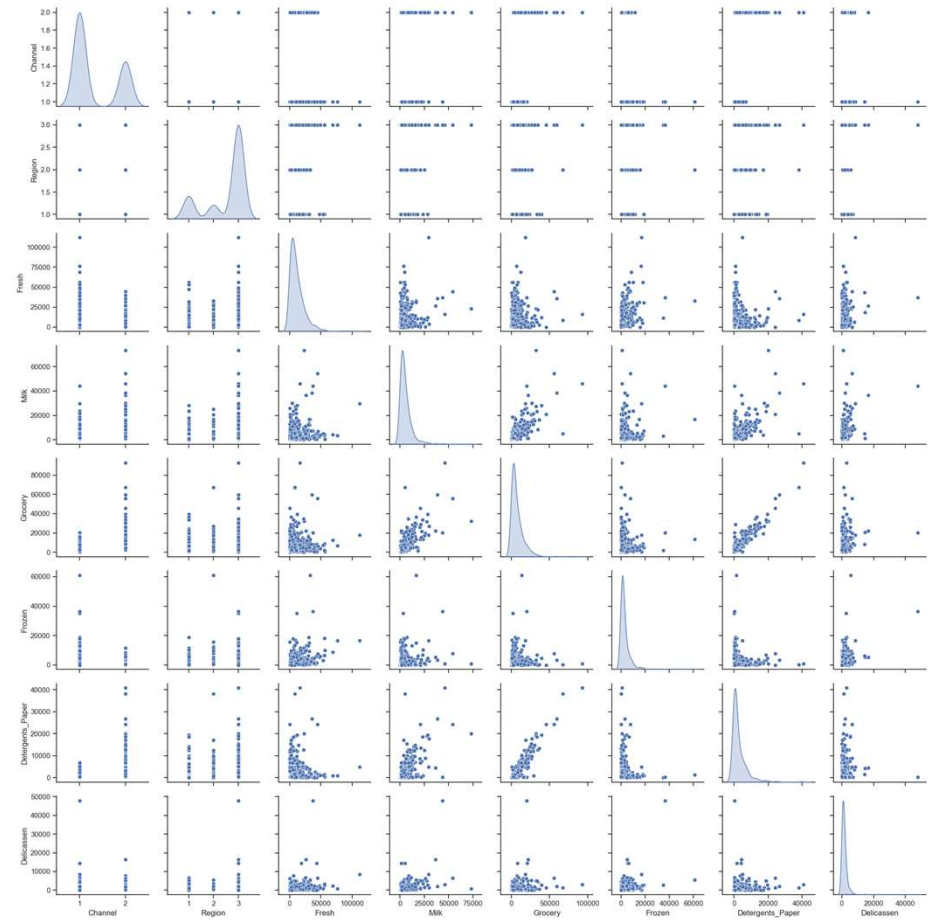 2.0
1.8
1.6
1.4
1.2
1.0
Channel
3.0
2.5
2.0
1.5
1.0
Region
100000
75000
50000
25000
0
Fresh
60000
40000
20000
0
Milk
80000
60000
40000
20000
0
Grocery
60000
40000
20000
0
Frozen
40000
30000
20000
10000
0
Detergents_Paper
50000
40000
30000
20000
10000
0
Delicassen
1 2
1 2 3
0 50000 100000
0 25000 50000 75000
0 50000 100000
0 20000 40000 60000
0 20000 40000
0 20000 40000
Channel Region Fresh Milk Grocery Frozen Detergents_Paper Delicassen